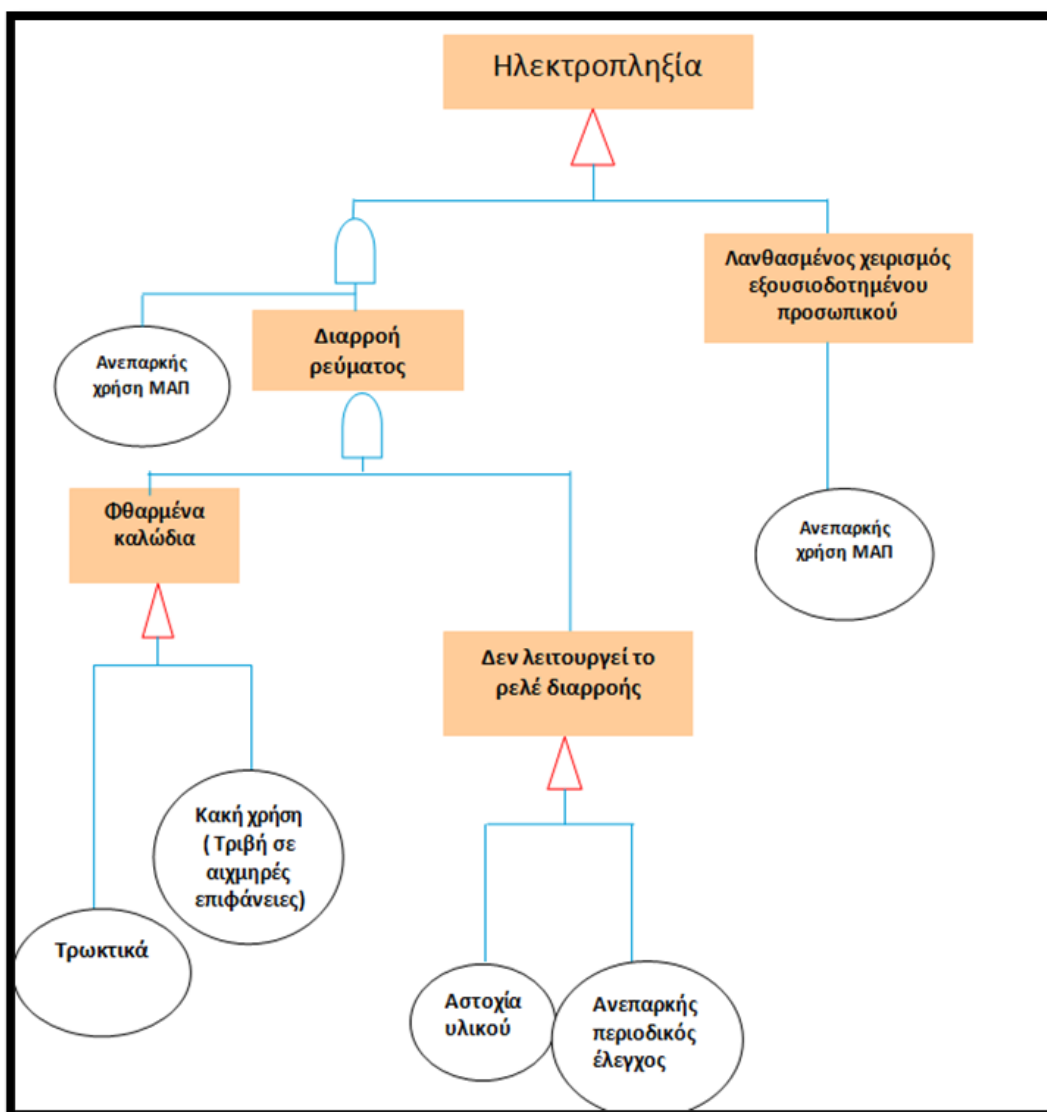 Ηλεκτροπληξία
Λανθασμένος χειρισμός
εξουσιοδοτημένου
προσωπικού
Διαρροή
ρεύματος
Ανεπαρκής
χρήση ΜΑΠ
Φθαρμένα
καλώδια
Ανεπαρκής
χρήση ΜΑΠ
Δεν λειτουργεί το
ρελέ διαρροής
Κακή χρήση
( Τριβή σε
αιχμηρές
επιφάνειες)
Τρωκτικά
Αστοχία
υλικού
Ανεπαρκής
περιοδικός
έλεγχος